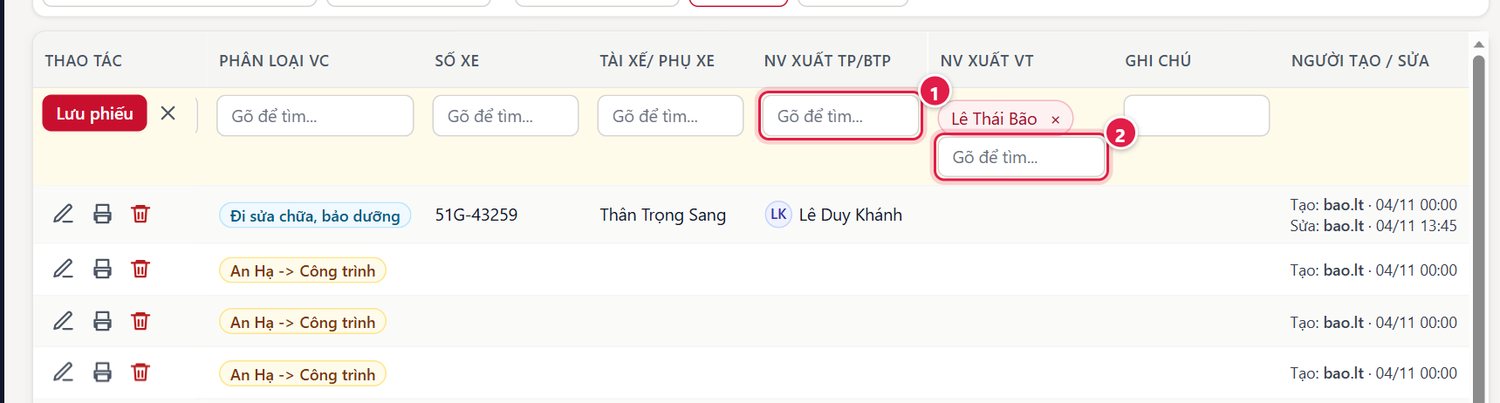 THAO TÁC PHÂN LOẠI VC SỐ XE TÀI XẾ/ PHỤ XE NV XUẤT TP/BTP NV XUẤT VT GHI CHÚ NGƯỜI TẠO / SỬA
Lưu phiếu × Gõ để tìm... Gõ để tìm... Gõ để tìm... Gõ để tìm... 1 Lê Thái Bão ×
Gõ để tìm... 2
Đi sửa chữa, bảo dưỡng 51G-43259 Thân Trọng Sang LK Lê Duy Khánh Tạo: bao.lt · 04/11 00:00
Sửa: bao.lt · 04/11 13:45
An Hạ -> Công trình Tạo: bao.lt · 04/11 00:00
An Hạ -> Công trình Tạo: bao.lt · 04/11 00:00
An Hạ -> Công trình Tạo: bao.lt · 04/11 00:00